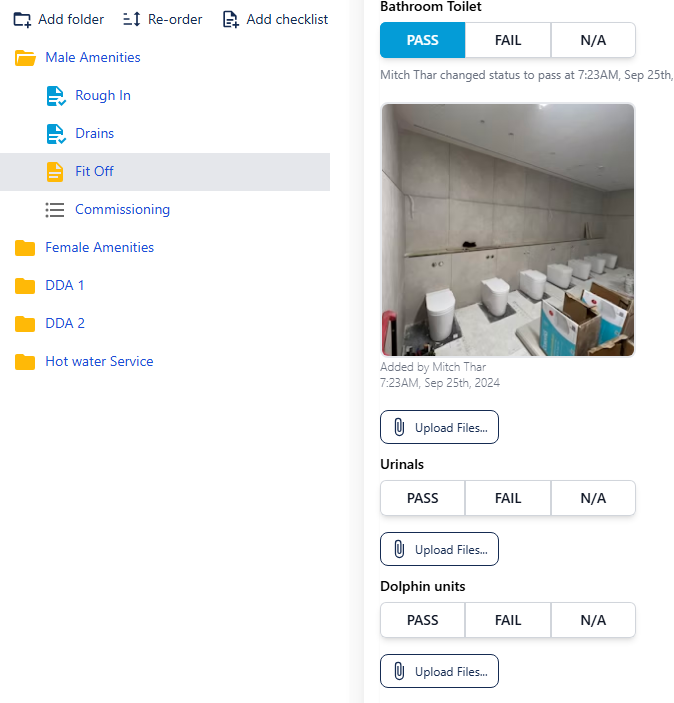 Add folder
Re-order
Add checklist
Male Amenities
Rough In
Drains
Fit Off
Commissioning
Female Amenities
DDA 1
DDA 2
Hot water Service
Bathroom Toilet
PASS FAIL N/A
Mitch Thar changed status to pass at 7:23AM, Sep 25th,
Added by Mitch Thar
7:23AM, Sep 25th, 2024
Upload Files...
Urinals
PASS FAIL N/A
Upload Files...
Dolphin units
PASS FAIL N/A
Upload Files...